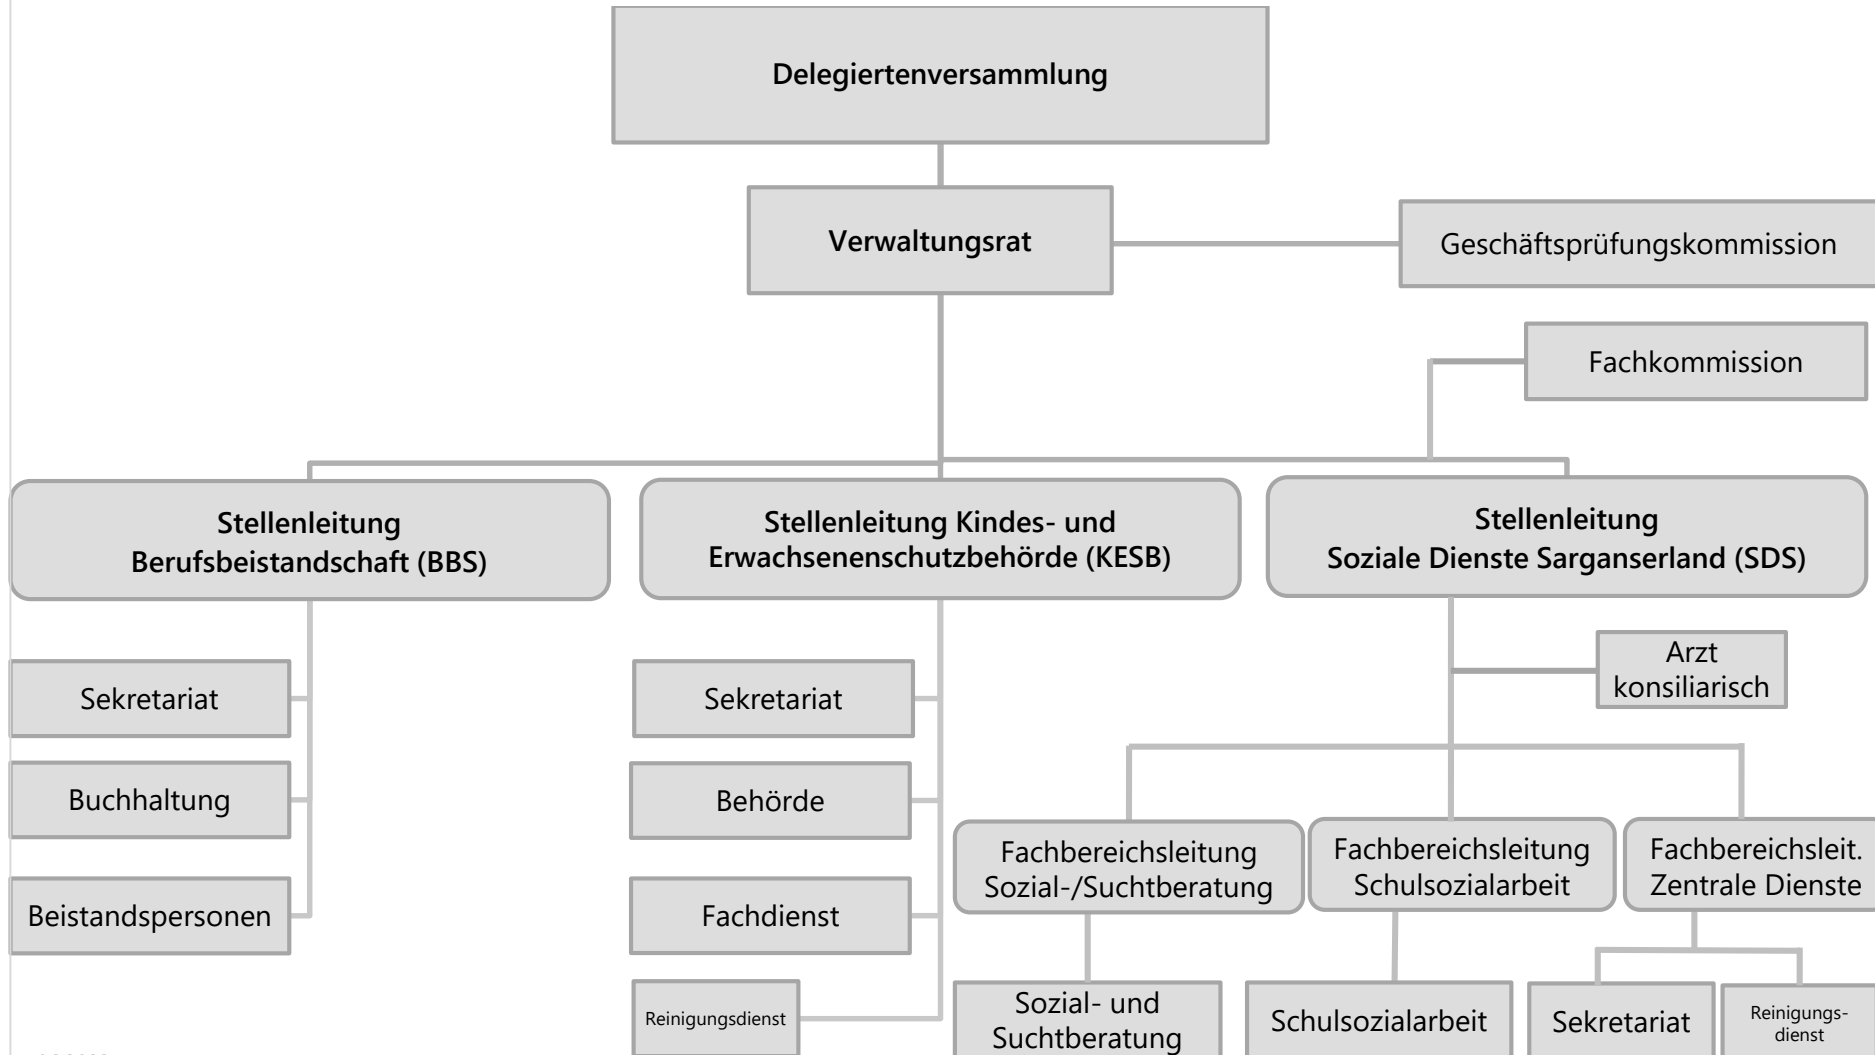 Delegiertenversammlung
Verwaltungsrat
Geschäftsprüfungskommission
Fachkommission
Stellenleitung
Berufsbeistandschaft (BBS)
Stellenleitung Kindes- und
Erwachsenenschutzbehörde (KESB)
Stellenleitung
Soziale Dienste Sarganserland (SDS)
Arzt
konsiliarisch
Sekretariat
Buchhaltung
Beistandspersonen
Sekretariat
Behörde
Fachdienst
Reinigungsdienst
Fachbereichsleitung
Sozial-/Suchtberatung
Fachbereichsleitung
Schulsozialarbeit
Fachbereichsleit.
Zentrale Dienste
Sozial- und
Suchtberatung
Schulsozialarbeit
Sekretariat
Reinigungs-
dienst